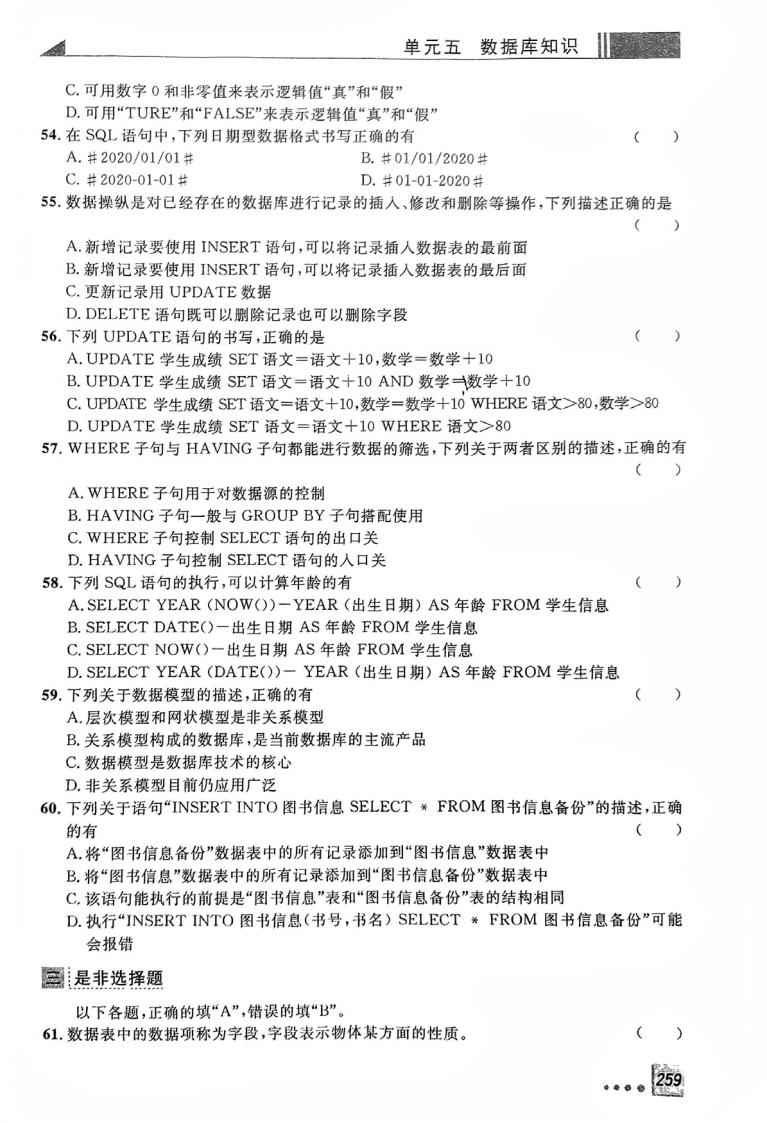 单元五 数据库知识
C. 可用数字 0 和非零值来表示逻辑值“真”和“假”
D. 可用“TURE”和“FALSE”来表示逻辑值“真”和“假”
54. 在 SQL 语句中,下列日期型数据格式书写正确的有 ( )
A. #2020/01/01# B. #01/01/2020#
C. #2020-01-01# D. #01-01-2020#
55. 数据操纵是对已经存在的数据库进行记录的插入、修改和删除等操作,下列描述正确的是
( )
A. 新增记录要使用 INSERT 语句,可以将记录插入数据表的最前面
B. 新增记录要使用 INSERT 语句,可以将记录插入数据表的最后面
C. 更新记录用 UPDATE 数据
D. DELETE 语句既可以删除记录也可以删除字段
56. 下列 UPDATE 语句的书写,正确的是 ( )
A. UPDATE 学生成绩 SET 语文=语文+10,数学=数学+10
B. UPDATE 学生成绩 SET 语文=语文+10 AND 数学=数学+10
C. UPDATE 学生成绩 SET 语文=语文+10,数学=数学+10 WHERE 语文>80,数学>80
D. UPDATE 学生成绩 SET 语文=语文+10 WHERE 语文>80
57. WHERE 子句与 HAVING 子句都能进行数据的筛选,下列关于两者区别的描述,正确的有
( )
A. WHERE 子句用于对数据源的控制
B. HAVING 子句一般与 GROUP BY 子句搭配使用
C. WHERE 子句控制 SELECT 语句的出口关
D. HAVING 子句控制 SELECT 语句的入口关
58. 下列 SQL 语句的执行,可以计算年龄的有 ( )
A. SELECT YEAR (NOW())-YEAR (出生日期) AS 年龄 FROM 学生信息
B. SELECT DATE()-出生日期 AS 年龄 FROM 学生信息
C. SELECT NOW()-出生日期 AS 年龄 FROM 学生信息
D. SELECT YEAR (DATE())- YEAR (出生日期) AS 年龄 FROM 学生信息
59. 下列关于数据模型的描述,正确的有 ( )
A. 层次模型和网状模型是非关系模型
B. 关系模型构成的数据库,是当前数据库的主流产品
C. 数据模型是数据库技术的核心
D. 非关系模型目前仍应用广泛
60. 下列关于语句“INSERT INTO 图书信息 SELECT * FROM 图书信息备份”的描述,正确
的有 ( )
A. 将“图书信息备份”数据表中的所有记录添加到“图书信息”数据表中
B. 将“图书信息”数据表中的所有记录添加到“图书信息备份”数据表中
C. 该语句能执行的前提是“图书信息”表和“图书信息备份”表的结构相同
D. 执行“INSERT INTO 图书信息(书号,书名) SELECT * FROM 图书信息备份”可能
会报错
三 是非选择题
以下各题,正确的填“A”,错误的填“B”。
61. 数据表中的数据项称为字段,字段表示物体某方面的性质。 ( )
259